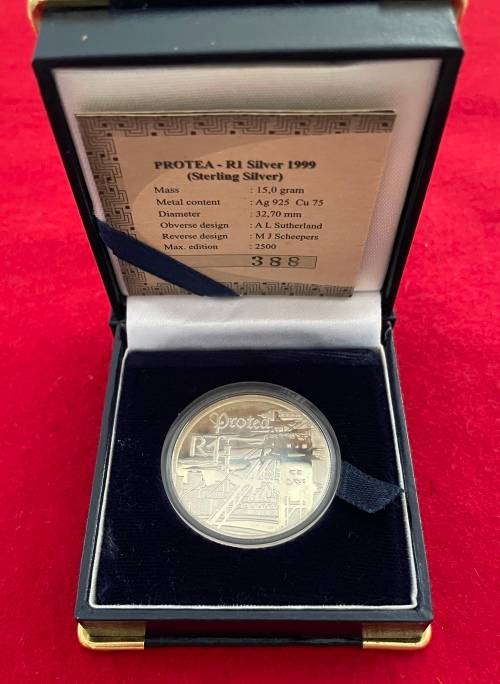 PROTEA - R1 Silver 1999
(Sterling Silver)
Mass : 15,0 gram
Metal content : Ag 925 Cu 75
Diameter : 32,70 mm
Obverse design : A L Sutherland
Reverse design : M J Scheepers
Max. edition : 2500
388
Protea
R1